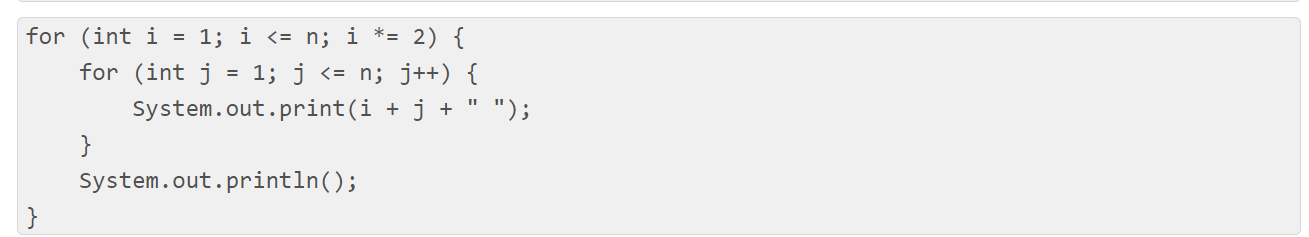 for (int i = 1; i <= n; i *= 2) {
    for (int j = 1; j <= n; j++) {
        System.out.print(i + j + " ");
    }
    System.out.println();
}